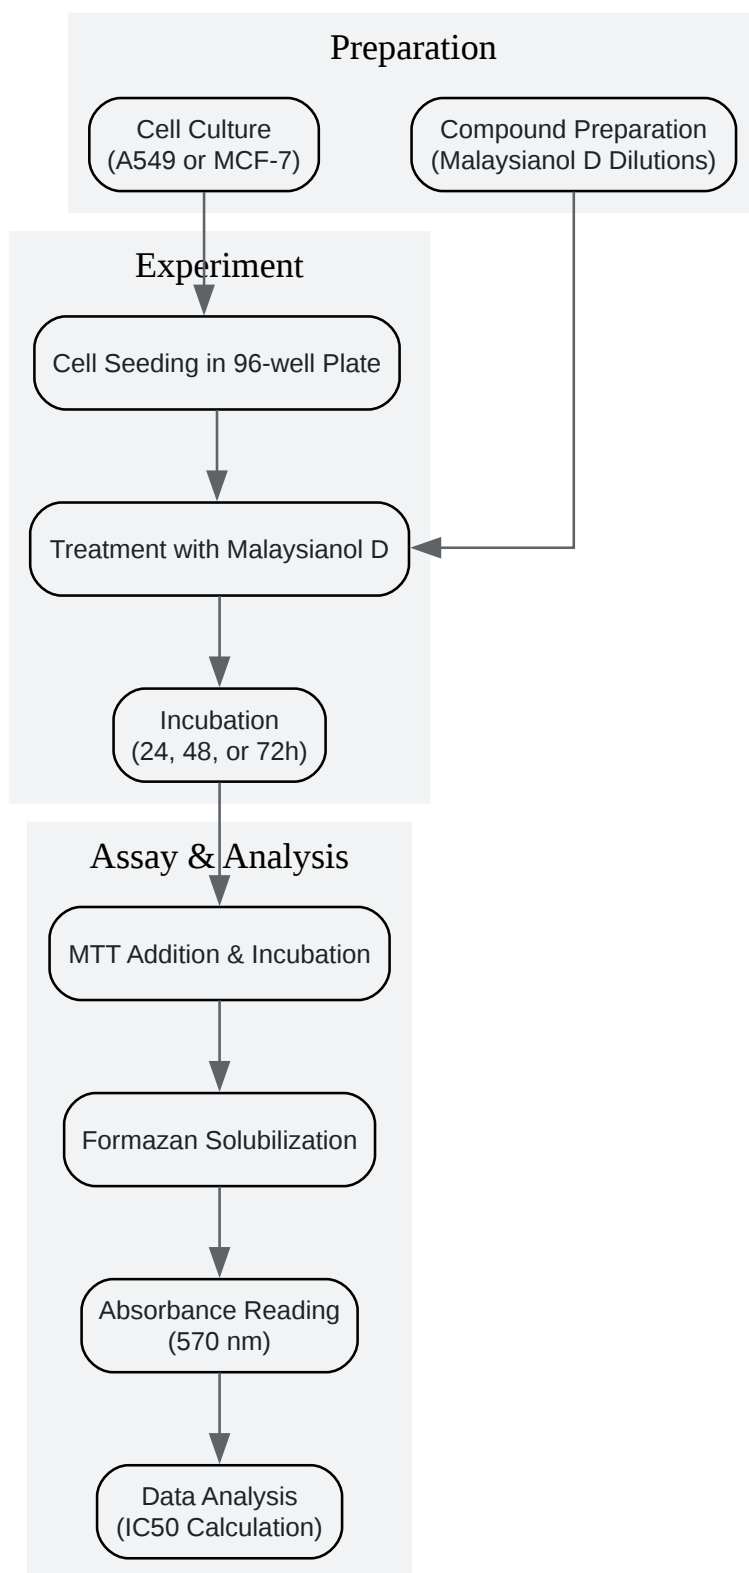 Preparation
Cell Culture
(A549 or MCF-7)
Compound Preparation
(Malaysianol D Dilutions)
Experiment
Cell Seeding in 96-well Plate
Treatment with Malaysianol D
Incubation
(24, 48, or 72h)
Assay & Analysis
MTT Addition & Incubation
Formazan Solubilization
Absorbance Reading
(570 nm)
Data Analysis
(IC50 Calculation)